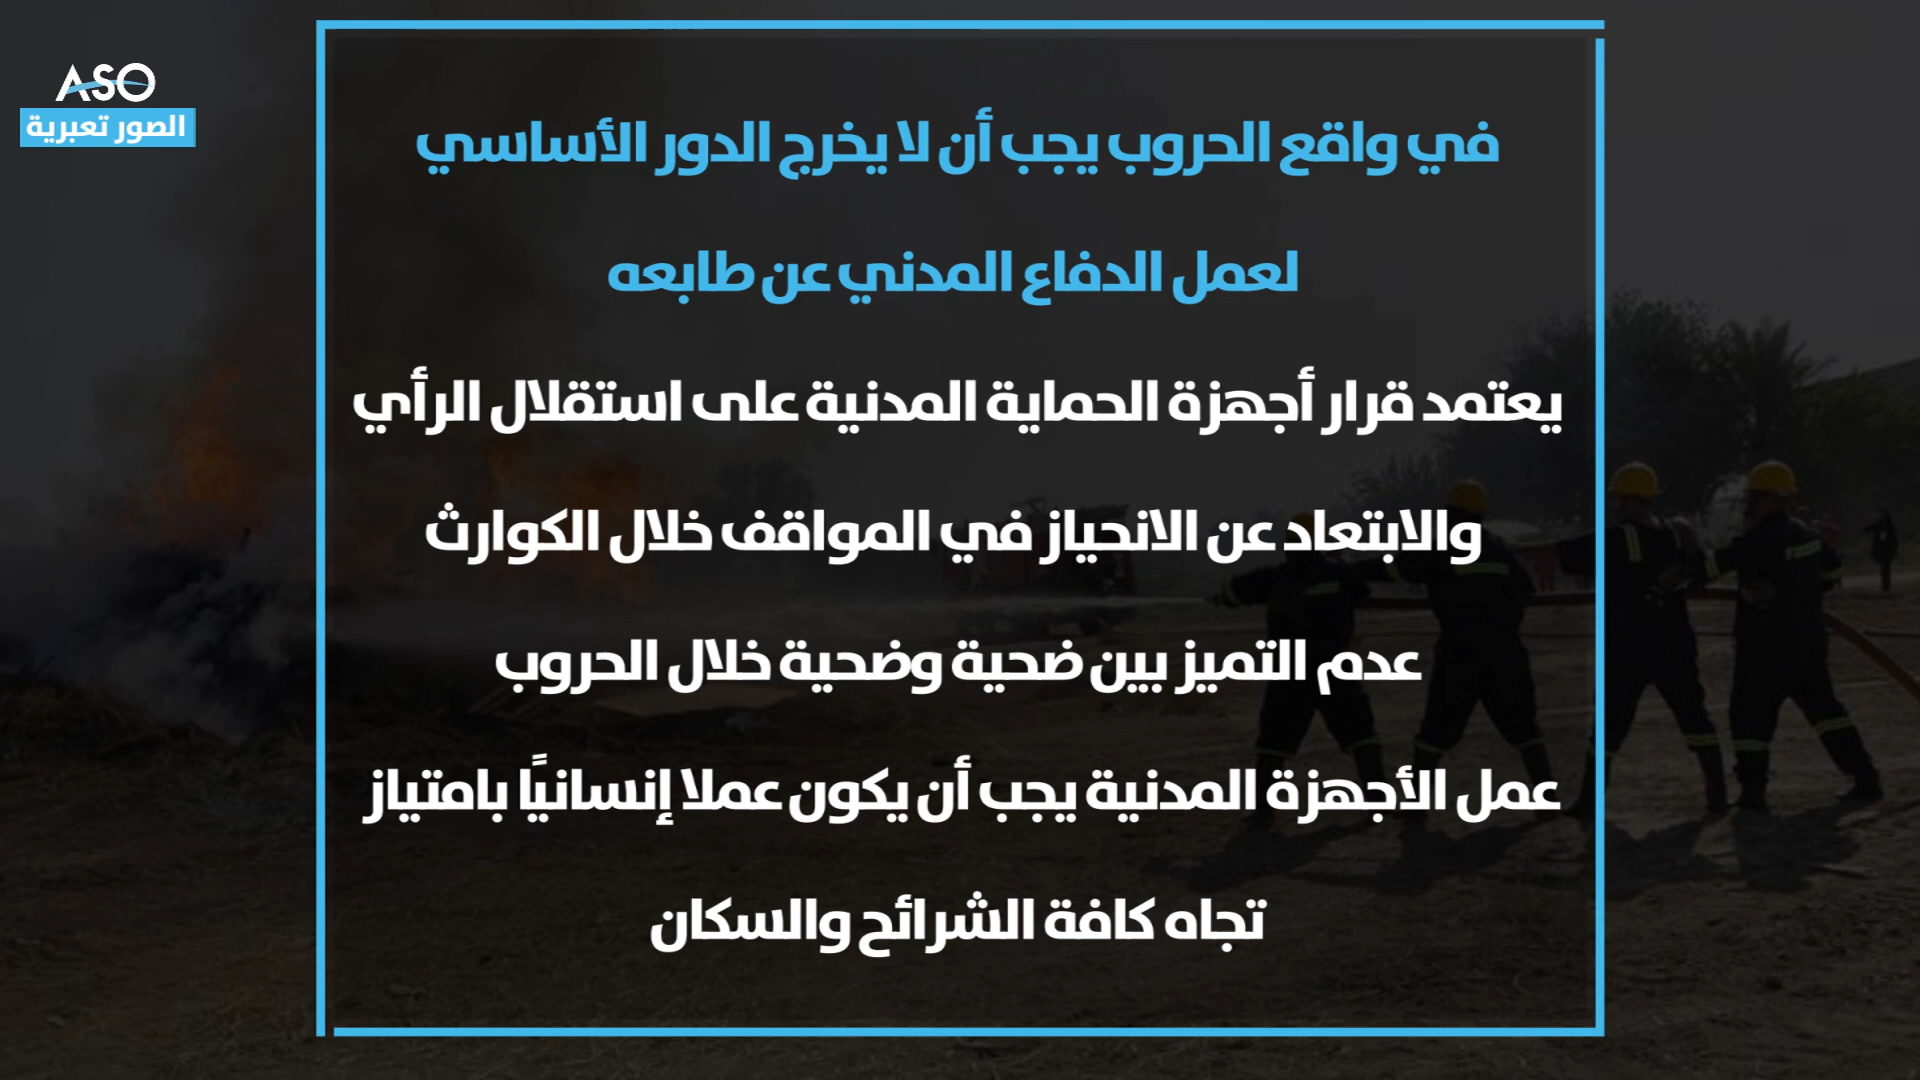 ASO
الصور تعبرية
في واقع الحروب يجب أن لا يخرج الدور الأساسي
لعمل الدفاع المدني عن طابعه
يعتمد قرار أجهزة الحماية المدنية على استقلال الرأي
والابتعاد عن الانحياز في المواقف خلال الكوارث
عدم التميز بين ضحية وضحية خلال الحروب
عمل الأجهزة المدنية يجب أن يكون عملا إنسانيًا بامتياز
تجاه كافة الشرائح والسكان